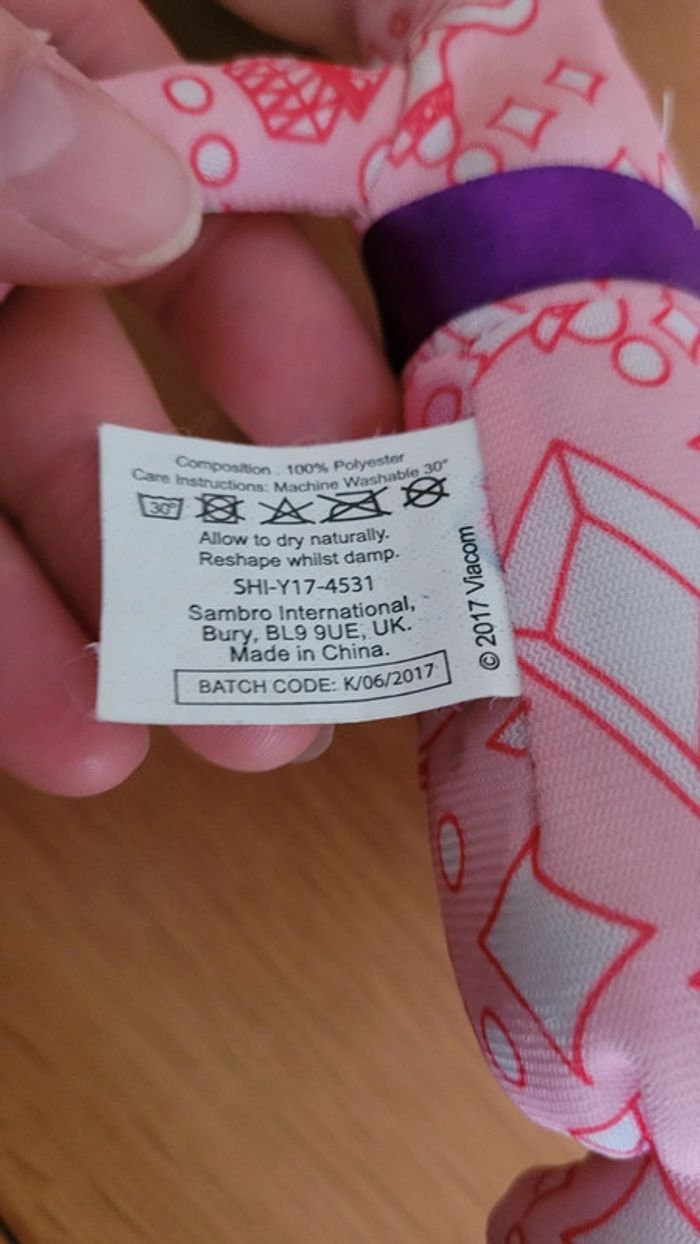 Composition : 100% Polyester
Care Instructions: Machine Washable 30°
30°
Allow to dry naturally.
Reshape whilst damp.
SHI-Y17-4531
Sambro International,
Bury, BL9 9UE, UK.
Made in China.
BATCH CODE: K/06/2017
© 2017 Viacom